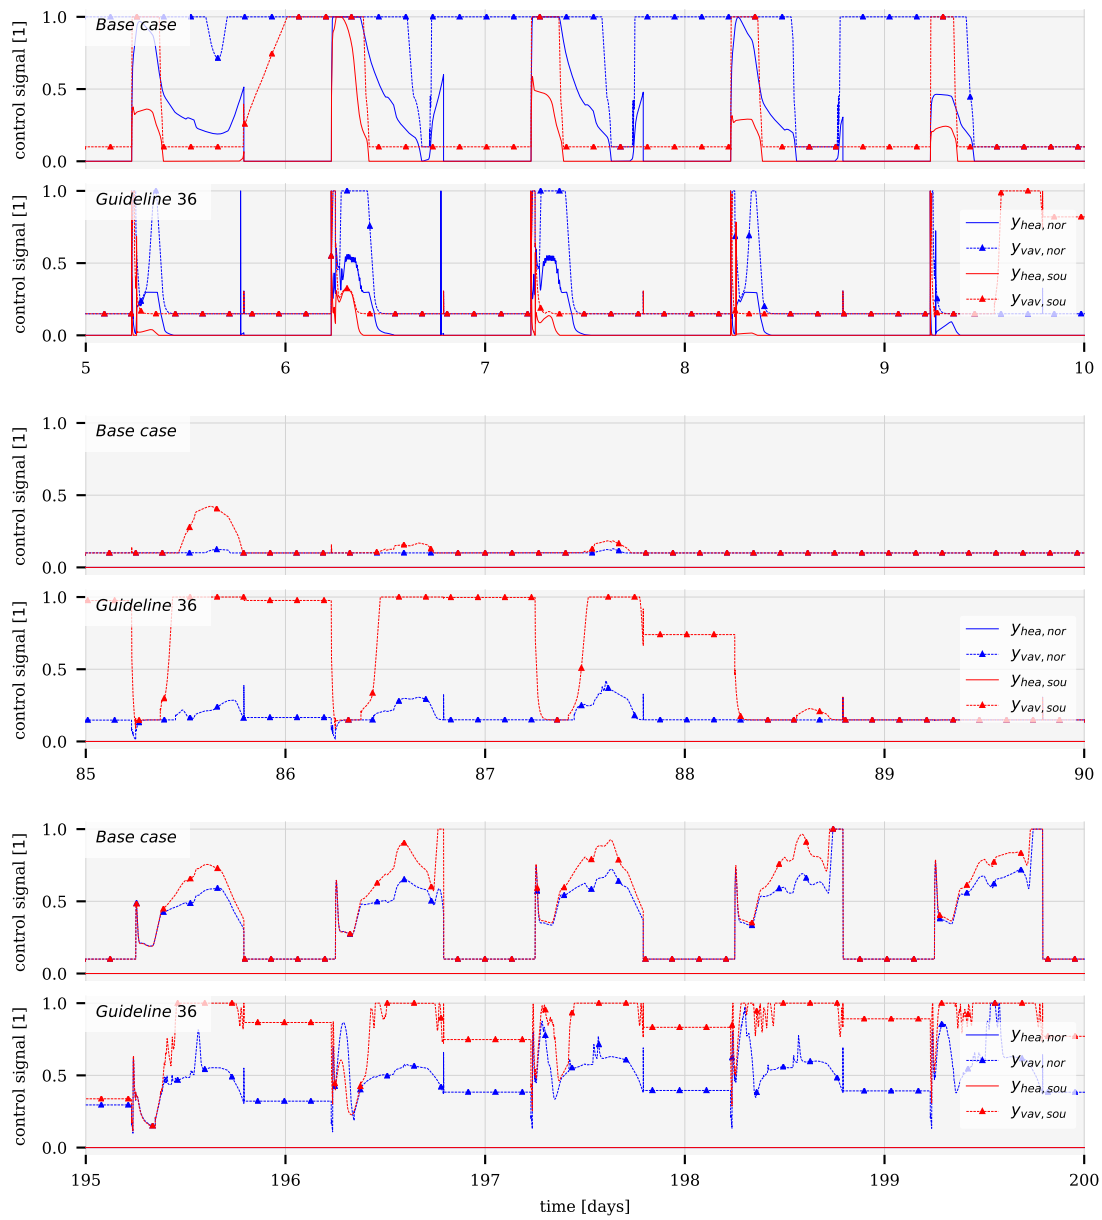 control signal [1]
1.0
0.5
0.0
Base case
control signal [1]
1.0
0.5
0.0
Guideline 36
y_hea,nor
y_vav,nor
y_hea,sou
y_vav,sou
5 6 7 8 9 10
control signal [1]
1.0
0.5
0.0
Base case
control signal [1]
1.0
0.5
0.0
Guideline 36
y_hea,nor
y_vav,nor
y_hea,sou
y_vav,sou
85 86 87 88 89 90
control signal [1]
1.0
0.5
0.0
Base case
control signal [1]
1.0
0.5
0.0
Guideline 36
y_hea,nor
y_vav,nor
y_hea,sou
y_vav,sou
195 196 197 198 199 200
time [days]